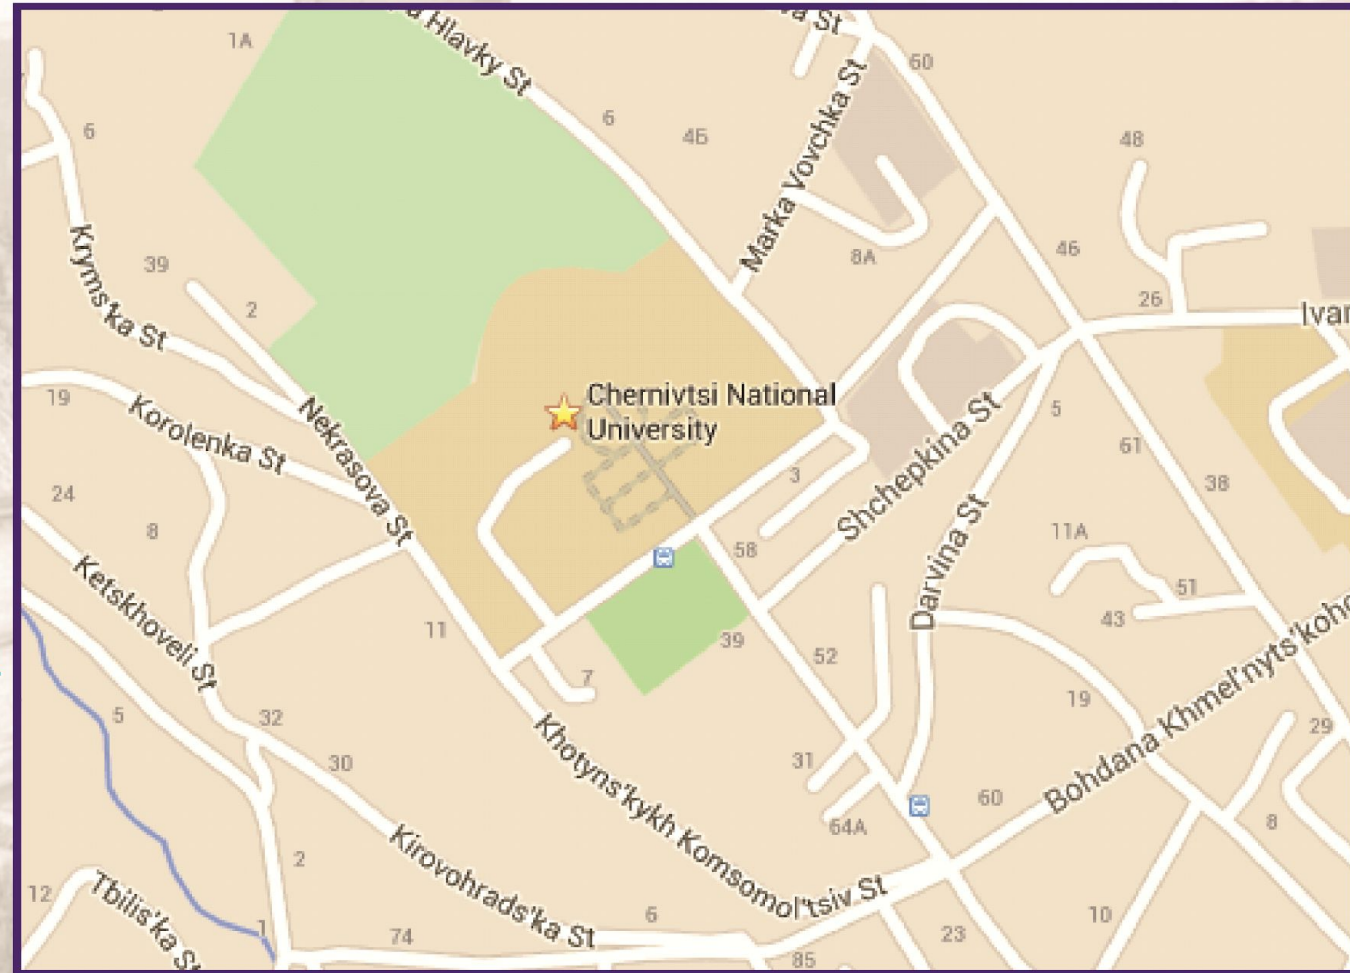 a Hlavky St
va St
1A
60
6
4Б
48
6
Marka Vovchka St
39
8A
46
2
26
Kryms'ka St
Ivan
19
Korolenka St
Nekrasova St
Chernivtsi National
University
5
Shchepkina St
61
3
38
24
8
58
11A
Darvina St
51
Ketskhoveli St
43
11
39
52
7
19
5
32
Khotyns'kykh Komsomol'tsiv St
29
30
31
Bohdana Khmel'nyts'koho
60
64A
8
Kirovohrads'ka St
2
12
Tbilis'ka St
1
6
10
74
23
85